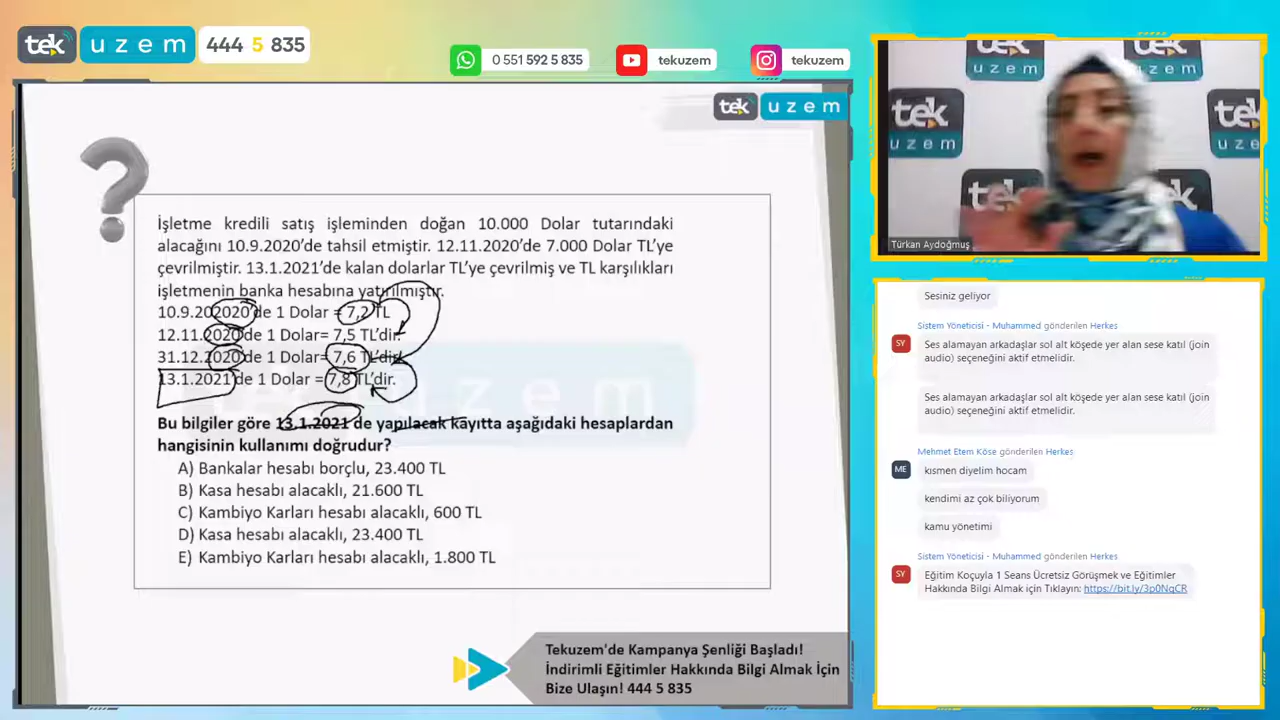 tek uzem 444 5 835
0 551 592 5 835
tekuzem
tekuzem
tek uzem
İşletme kredili satış işleminden doğan 10.000 Dolar tutarındaki
alacağını 10.9.2020’de tahsil etmiştir. 12.11.2020’de 7.000 Dolar TL’ye
çevrilmiştir. 13.1.2021’de kalan dolarlar TL’ye çevrilmiş ve TL karşılıkları
işletmenin banka hesabına yatırılmıştır.
10.9.2020’de 1 Dolar = 7,2 TL
12.11.2020’de 1 Dolar= 7,5 TL’dir.
31.12.2020’de 1 Dolar= 7,6 TL’dir.
13.1.2021’de 1 Dolar = 7,8 TL’dir.
Bu bilgiler göre 13.1.2021’de yapılacak kayıtta aşağıdaki hesaplardan
hangisinin kullanımı doğrudur?
A) Bankalar hesabı borçlu, 23.400 TL
B) Kasa hesabı alacaklı, 21.600 TL
C) Kambiyo Karları hesabı alacaklı, 600 TL
D) Kasa hesabı alacaklı, 23.400 TL
E) Kambiyo Karları hesabı alacaklı, 1.800 TL
Tekuzem'de Kampanya Şenliği Başladı!
İndirimli Eğitimler Hakkında Bilgi Almak İçin
Bize Ulaşın! 444 5 835
tek uzem
tek uzem
tek uzem
tek
tek
Türkan Aydoğmuş
Sesiniz geliyor
Sistem Yöneticisi - Muhammed gönderilen Herkes
SY
Ses alamayan arkadaşlar sol alt köşede yer alan sese katıl (join
audio) seçeneğini aktif etmelidir.
Ses alamayan arkadaşlar sol alt köşede yer alan sese katıl (join
audio) seçeneğini aktif etmelidir.
Mehmet Etem Köse gönderilen Herkes
ME
kısmen diyelim hocam
kendimi az çok biliyorum
kamu yönetimi
Sistem Yöneticisi - Muhammed gönderilen Herkes
SY
Eğitim Koçuyla 1 Seans Ücretsiz Görüşmek ve Eğitimler
Hakkında Bilgi Almak için Tıklayın: https://bit.ly/3p0NqCR